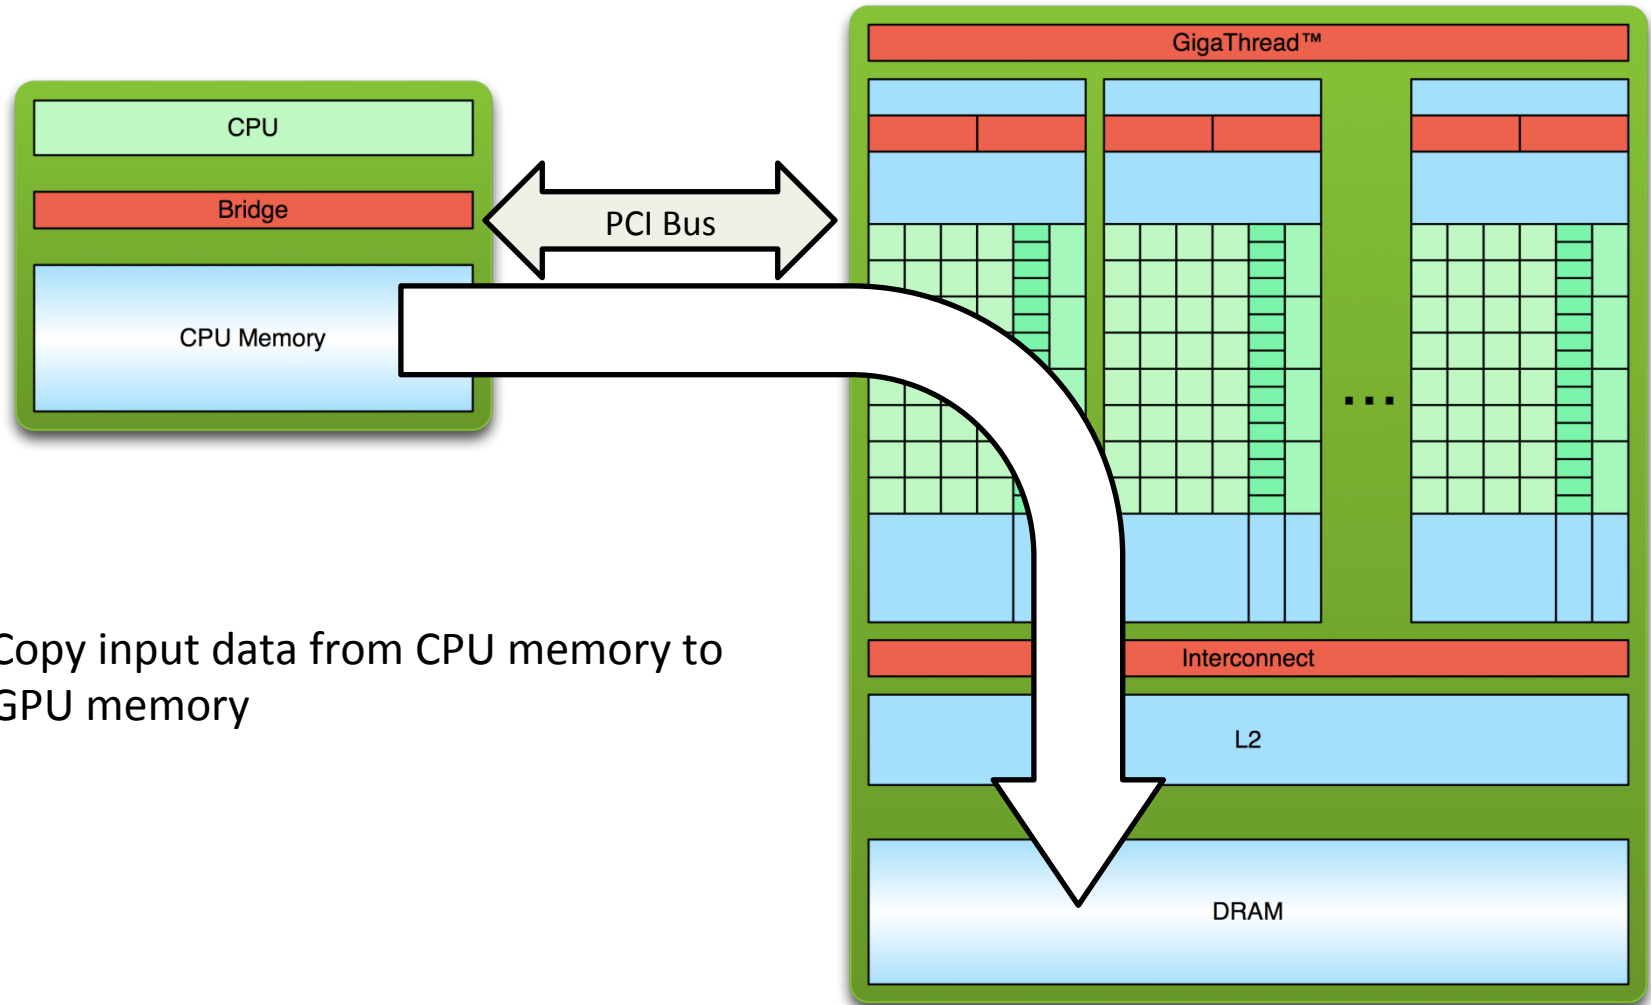 GigaThread™
CPU
Bridge
PCI Bus
CPU Memory
...
Copy input data from CPU memory to
GPU memory
Interconnect
L2
DRAM